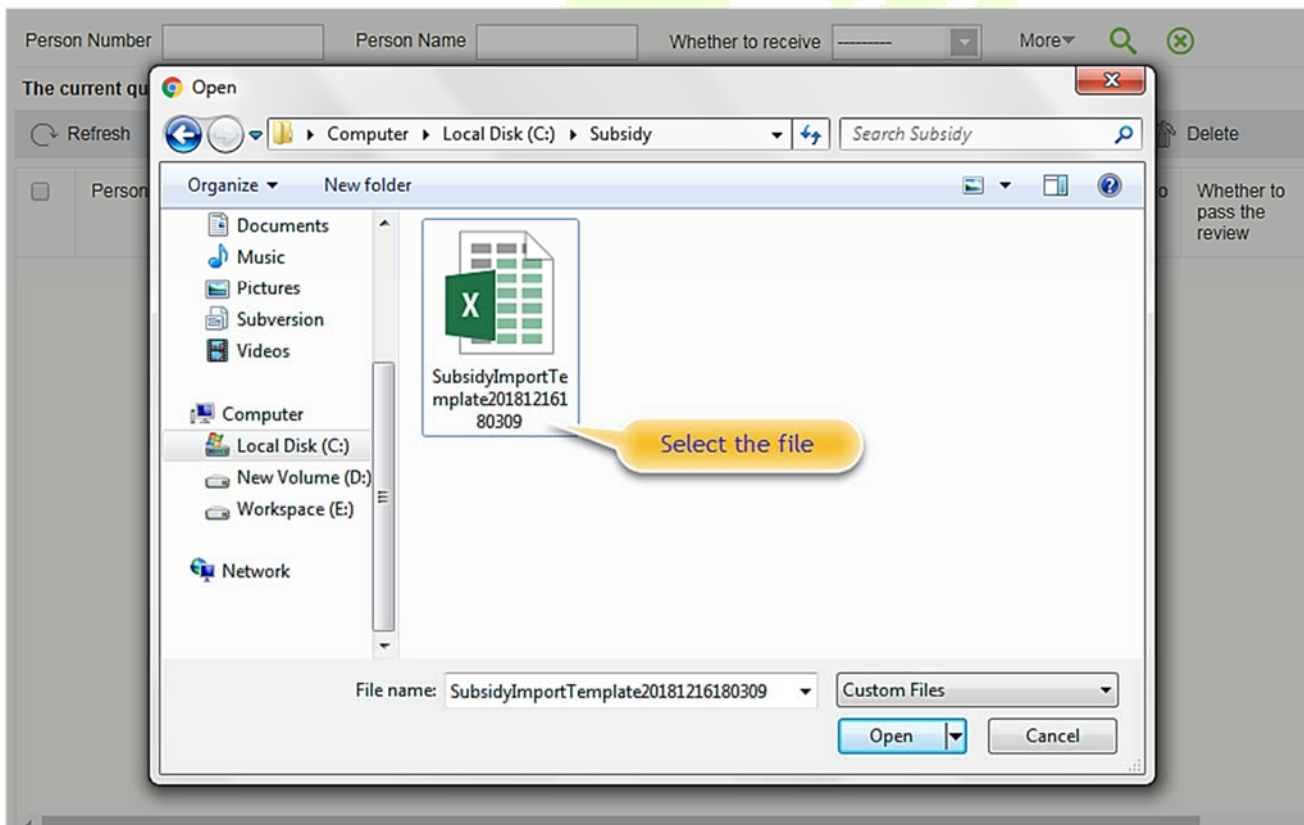 Person Number Person Name Whether to receive --------- More
The current qu
Open
Computer Local Disk (C:) Subsidy Search Subsidy
Refresh Delete
Organize New folder
Person o Whether to
pass the
review
Documents
Music
Pictures
Subversion
Videos
Computer
Local Disk (C:)
New Volume (D:)
Workspace (E:)
Network
X
SubsidyImportTe
mplate201812161
80309
Select the file
File name: SubsidyImportTemplate20181216180309 Custom Files
Open Cancel